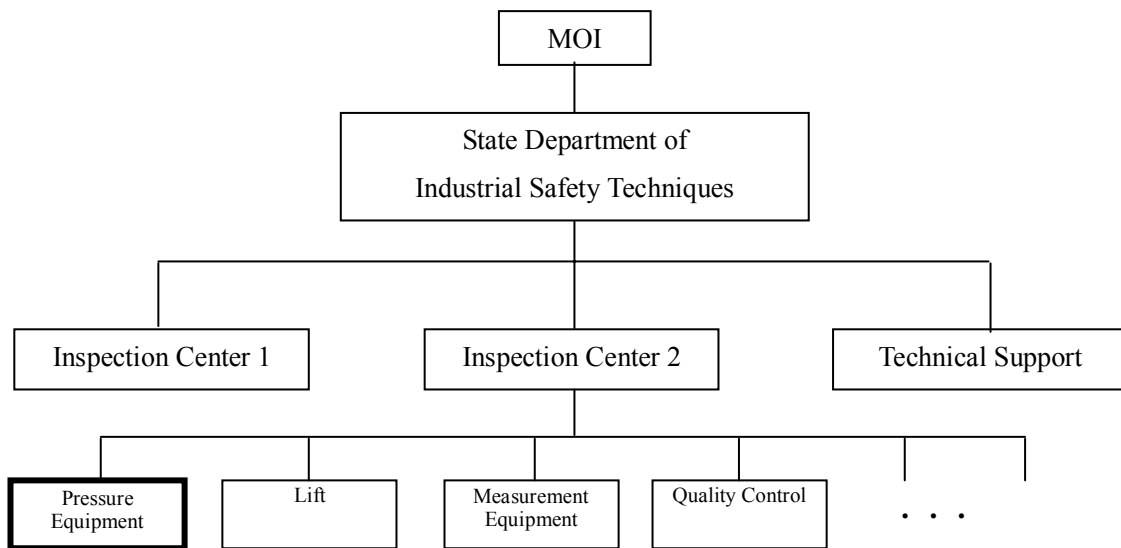 MOI
State Department of
Industrial Safety Techniques
Inspection Center 1
Inspection Center 2
Technical Support
Pressure
Equipment
Lift
Measurement
Equipment
Quality Control
. . .